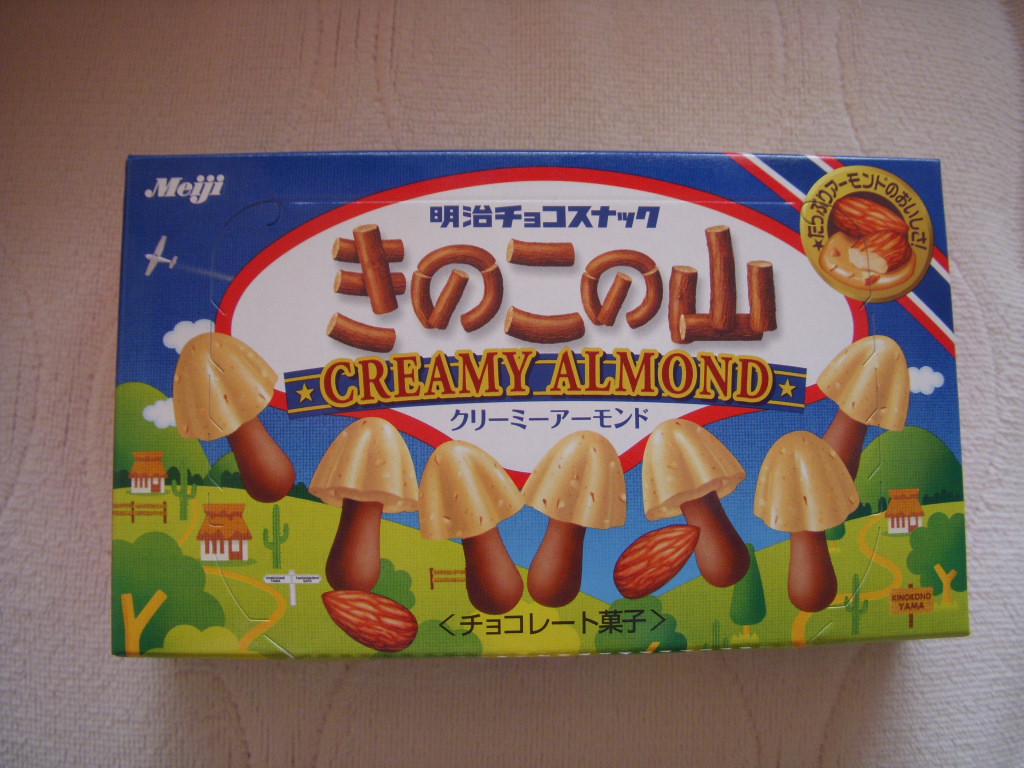 Meiji
明治チョコスナック
きのこの山
CREAMY ALMOND
クリーミーアーモンド
★たっぷりアーモンドのおいしさ!
KINOKONO
YAMA
<チョコレート菓子>